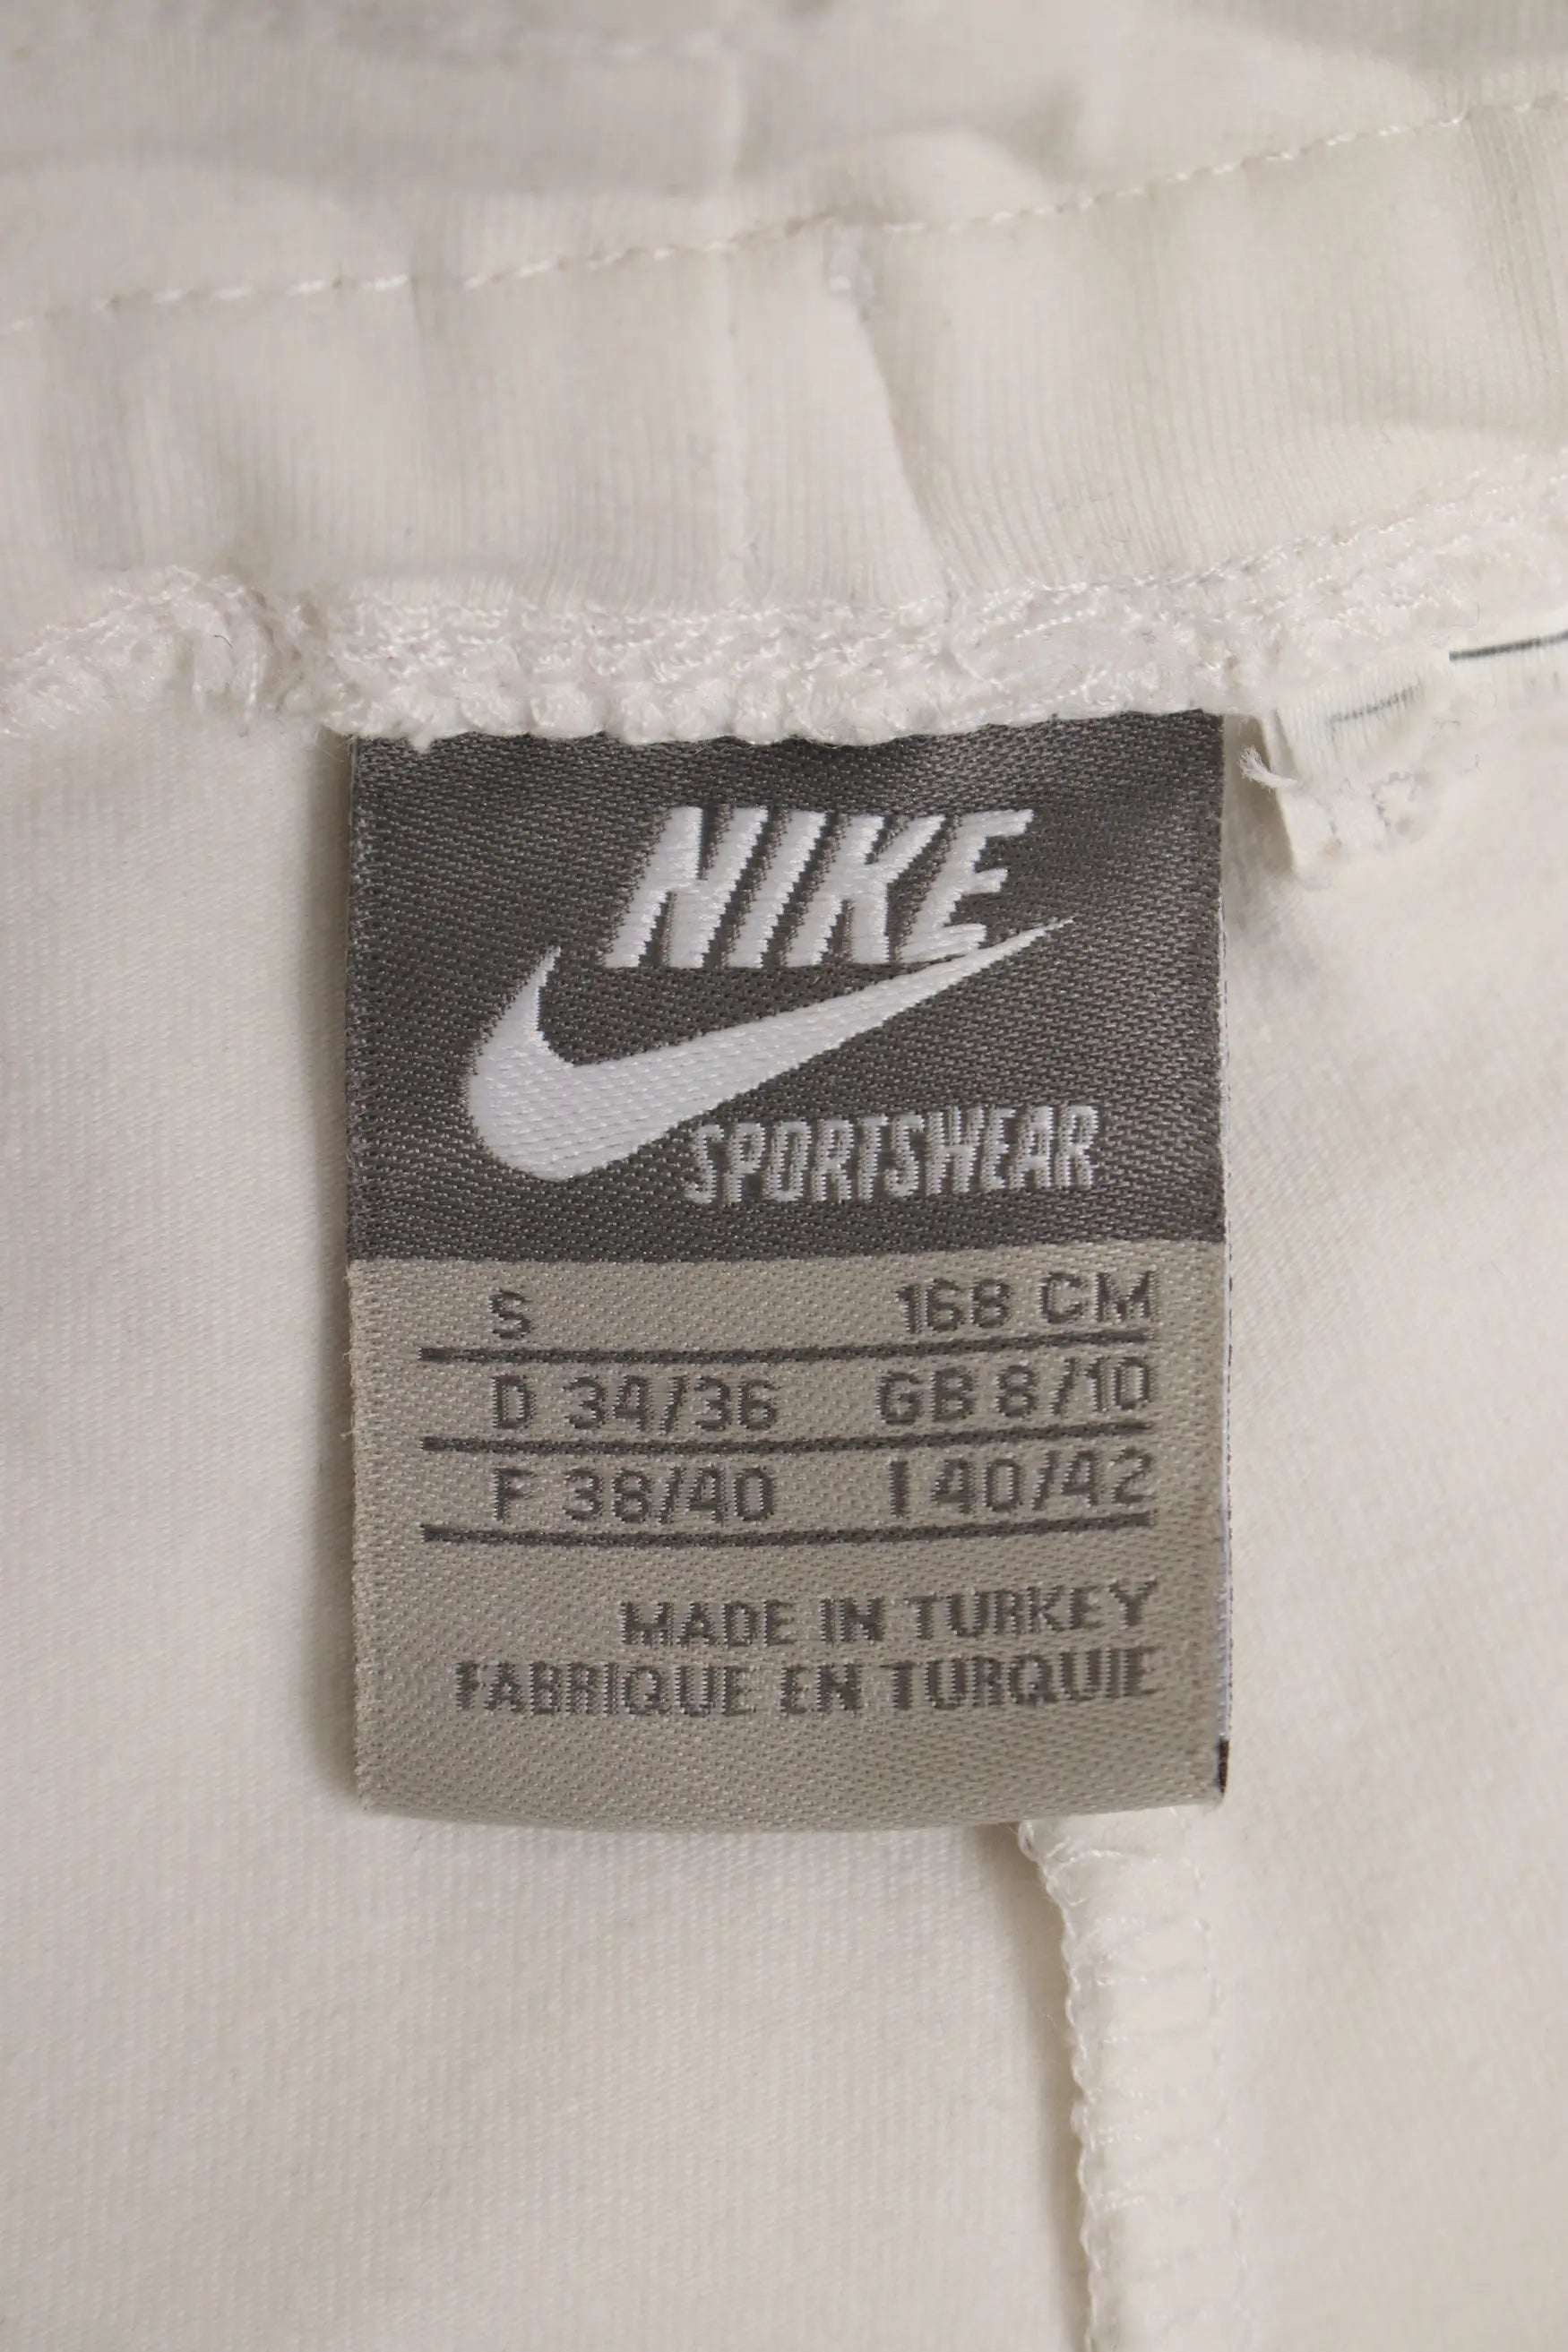 NIKE
SPORTSWEAR
S 168 CM
D 34/36 GB 8/10
F 38/40 I 40/42
MADE IN TURKEY
FABRIQUE EN TURQUIE